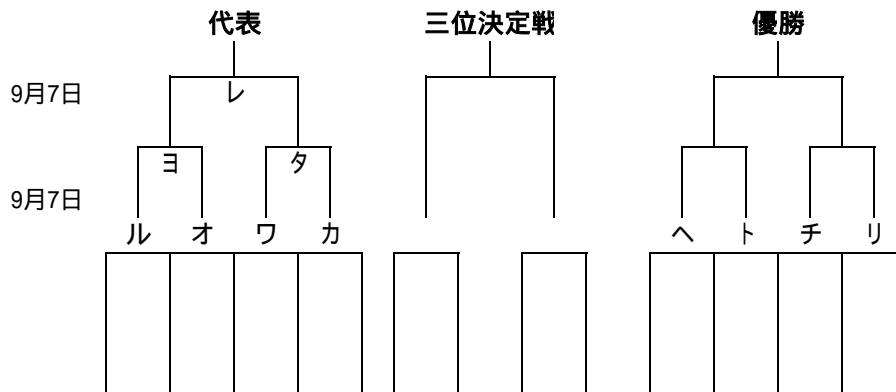 代表 三位決定戦 優勝
9月7日 レ
ヨ タ
9月7日
ル オ ワ カ ヘ ト チ リ